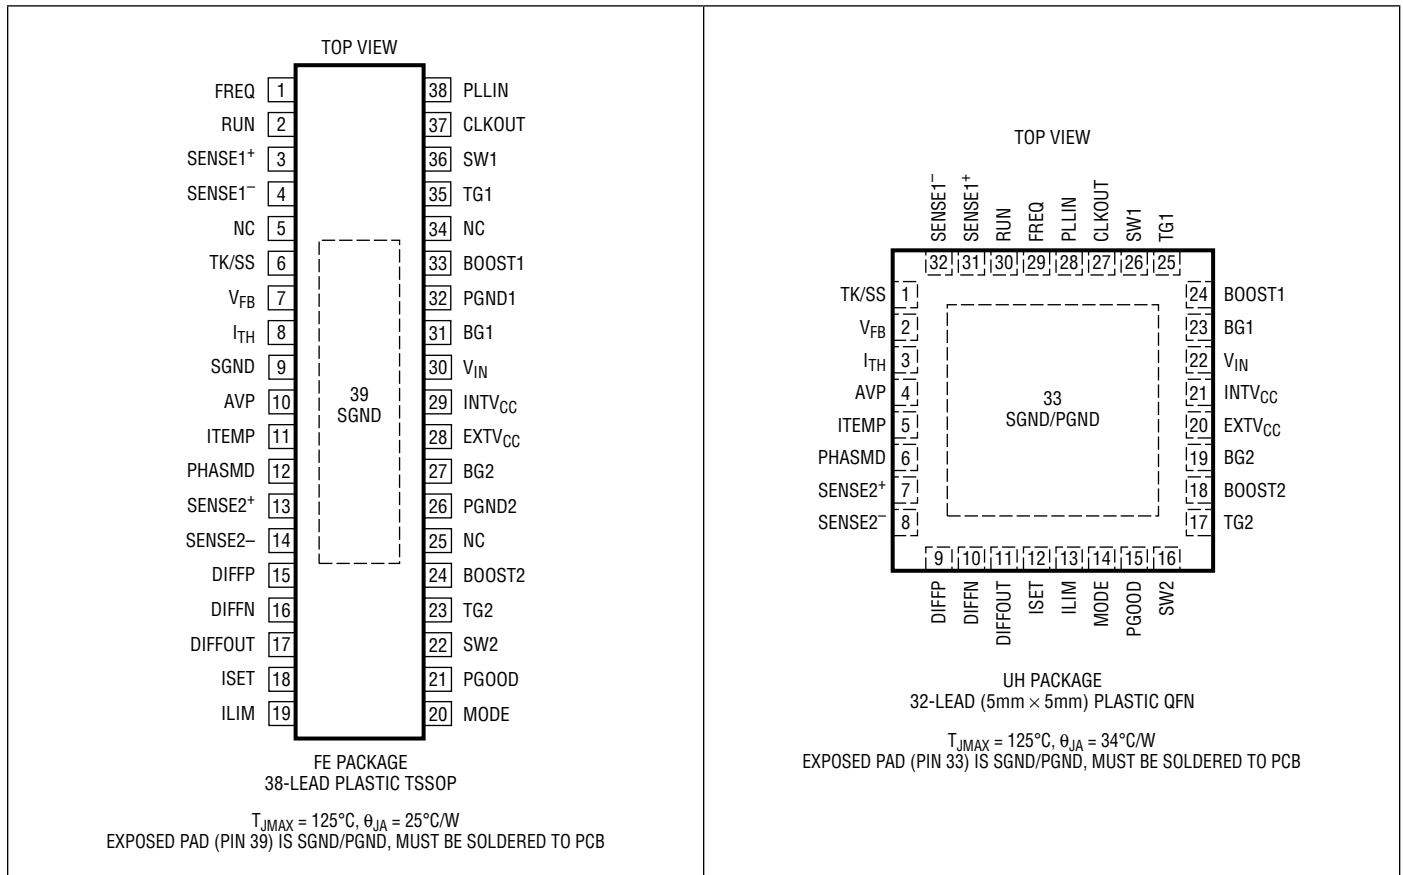 TOP VIEW
FREQ 1
RUN 2
SENSE1+ 3
SENSE1– 4
NC 5
TK/SS 6
VFB 7
ITH 8
SGND 9
AVP 10
ITEMP 11
PHASMD 12
SENSE2+ 13
SENSE2– 14
DIFFP 15
DIFFN 16
DIFFOUT 17
ISET 18
ILIM 19
39
SGND
38 PLLIN
37 CLKOUT
36 SW1
35 TG1
34 NC
33 BOOST1
32 PGND1
31 BG1
30 VIN
29 INTVCC
28 EXTVCC
27 BG2
26 PGND2
25 NC
24 BOOST2
23 TG2
22 SW2
21 PGOOD
20 MODE
FE PACKAGE
38-LEAD PLASTIC TSSOP
TJMAX = 125°C, θJA = 25°C/W
EXPOSED PAD (PIN 39) IS SGND/PGND, MUST BE SOLDERED TO PCB
TOP VIEW
SENSE1– 32
SENSE1+ 31
RUN 30
FREQ 29
PLLIN 28
CLKOUT 27
SW1 26
TG1 25
TK/SS 1
VFB 2
ITH 3
AVP 4
ITEMP 5
PHASMD 6
SENSE2+ 7
SENSE2– 8
33
SGND/PGND
24 BOOST1
23 BG1
22 VIN
21 INTVCC
20 EXTVCC
19 BG2
18 BOOST2
17 TG2
9 DIFFP
10 DIFFN
11 DIFFOUT
12 ISET
13 ILIM
14 MODE
15 PGOOD
16 SW2
UH PACKAGE
32-LEAD (5mm × 5mm) PLASTIC QFN
TJMAX = 125°C, θJA = 34°C/W
EXPOSED PAD (PIN 33) IS SGND/PGND, MUST BE SOLDERED TO PCB